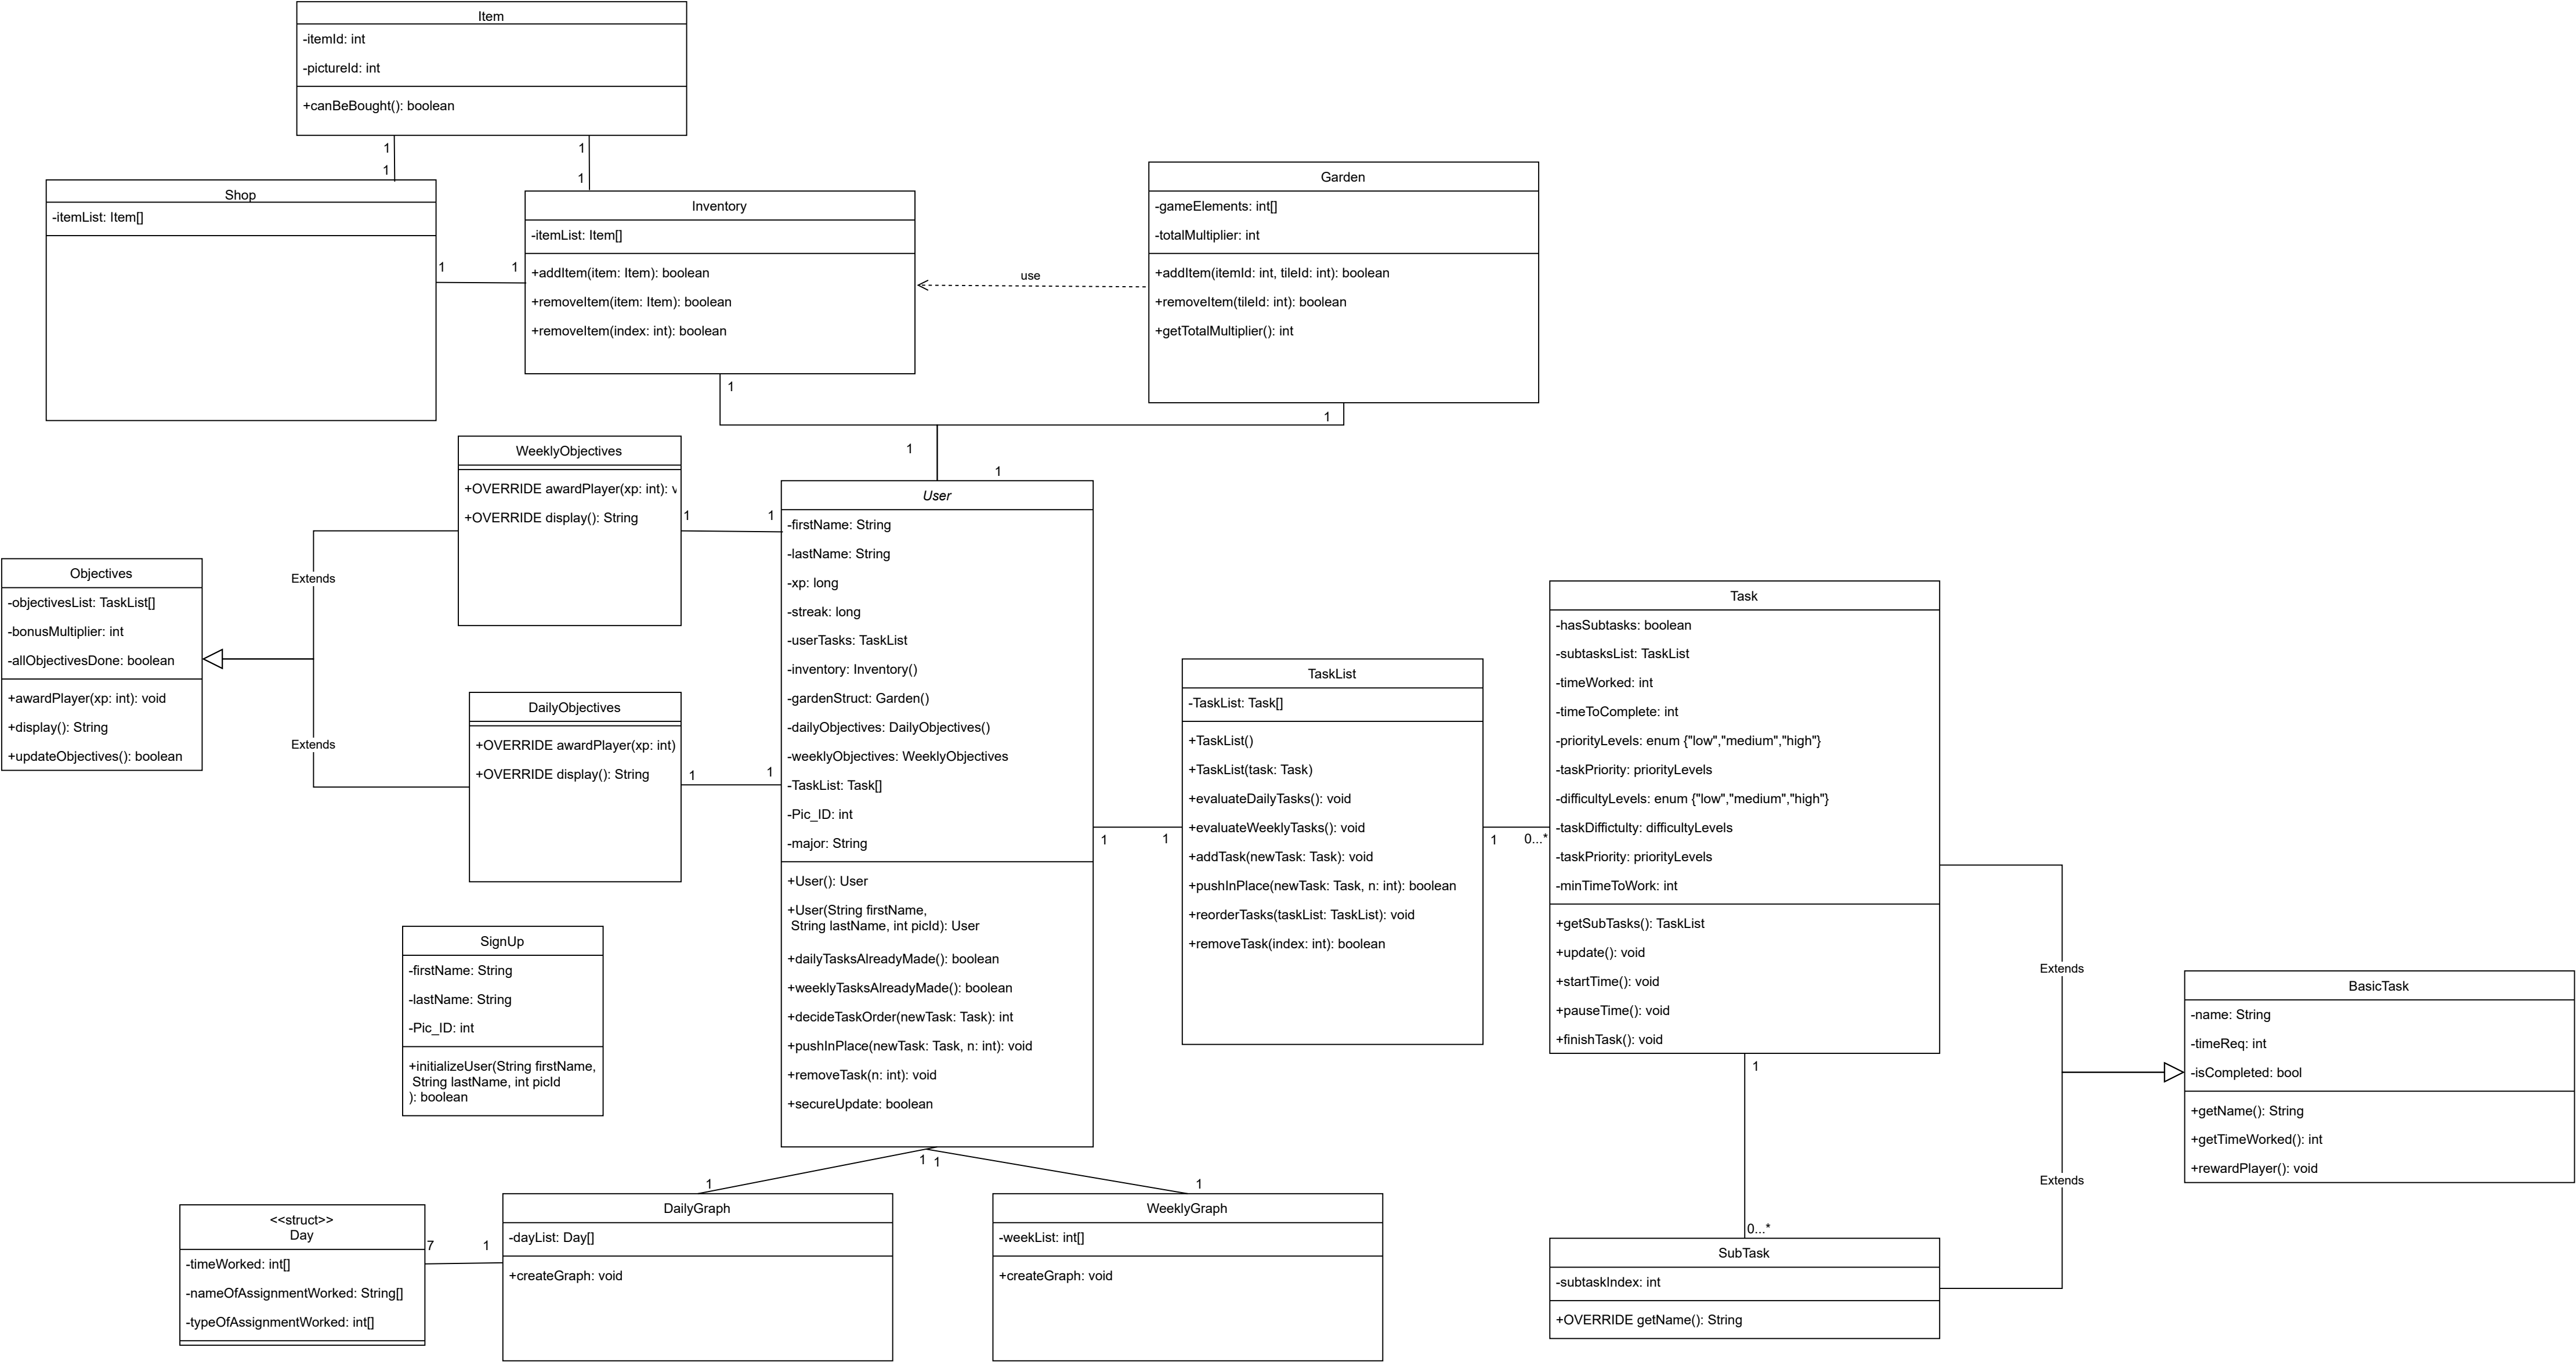 Item
-itemId: int
-pictureId: int
+canBeBought(): boolean
1
1
1
1
Shop
-itemList: Item[]
1
1
Inventory
-itemList: Item[]
+addItem(item: Item): boolean
+removeItem(item: Item): boolean
+removeItem(index: int): boolean
use
Garden
-gameElements: int[]
-totalMultiplier: int
+addItem(itemId: int, tileId: int): boolean
+removeItem(tileId: int): boolean
+getTotalMultiplier(): int
1
1
1
1
WeeklyObjectives
+OVERRIDE awardPlayer(xp: int): v
+OVERRIDE display(): String
1
1
Extends
Objectives
-objectivesList: TaskList[]
-bonusMultiplier: int
-allObjectivesDone: boolean
+awardPlayer(xp: int): void
+display(): String
+updateObjectives(): boolean
Extends
DailyObjectives
+OVERRIDE awardPlayer(xp: int)
+OVERRIDE display(): String
1
1
User
-firstName: String
-lastName: String
-xp: long
-streak: long
-userTasks: TaskList
-inventory: Inventory()
-gardenStruct: Garden()
-dailyObjectives: DailyObjectives()
-weeklyObjectives: WeeklyObjectives
-TaskList: Task[]
-Pic_ID: int
-major: String
+User(): User
+User(String firstName,
String lastName, int picId): User
+dailyTasksAlreadyMade(): boolean
+weeklyTasksAlreadyMade(): boolean
+decideTaskOrder(newTask: Task): int
+pushInPlace(newTask: Task, n: int): void
+removeTask(n: int): void
+secureUpdate: boolean
1
1
TaskList
-TaskList: Task[]
+TaskList()
+TaskList(task: Task)
+evaluateDailyTasks(): void
+evaluateWeeklyTasks(): void
+addTask(newTask: Task): void
+pushInPlace(newTask: Task, n: int): boolean
+reorderTasks(taskList: TaskList): void
+removeTask(index: int): boolean
1
0...*
Task
-hasSubtasks: boolean
-subtasksList: TaskList
-timeWorked: int
-timeToComplete: int
-priorityLevels: enum {"low","medium","high"}
-taskPriority: priorityLevels
-difficultyLevels: enum {"low","medium","high"}
-taskDiffictulty: difficultyLevels
-taskPriority: priorityLevels
-minTimeToWork: int
+getSubTasks(): TaskList
+update(): void
+startTime(): void
+pauseTime(): void
+finishTask(): void
1
0...*
Extends
BasicTask
-name: String
-timeReq: int
-isCompleted: bool
+getName(): String
+getTimeWorked(): int
+rewardPlayer(): void
Extends
SubTask
-subtaskIndex: int
+OVERRIDE getName(): String
SignUp
-firstName: String
-lastName: String
-Pic_ID: int
+initializeUser(String firstName,
String lastName, int picId
): boolean
1
1
1
1
<<struct>>
Day
-timeWorked: int[]
-nameOfAssignmentWorked: String[]
-typeOfAssignmentWorked: int[]
7
1
DailyGraph
-dayList: Day[]
+createGraph: void
WeeklyGraph
-weekList: int[]
+createGraph: void